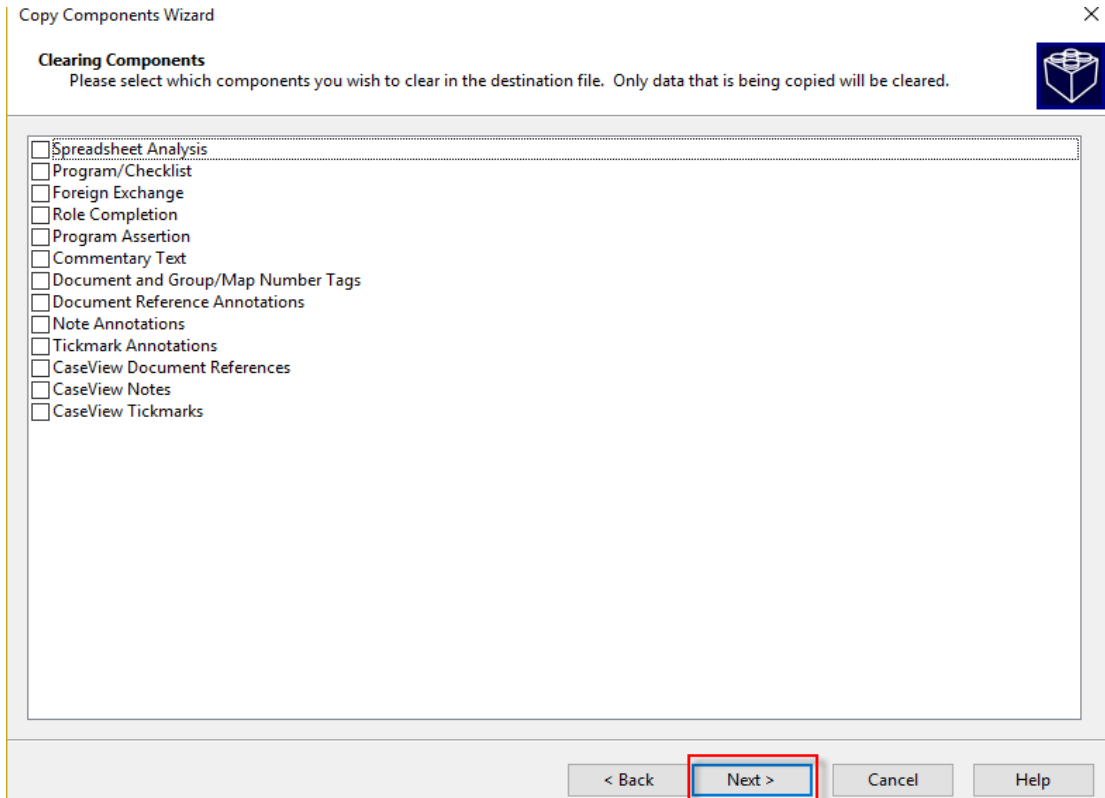 Copy Components Wizard
Clearing Components
Please select which components you wish to clear in the destination file. Only data that is being copied will be cleared.
Spreadsheet Analysis
Program/Checklist
Foreign Exchange
Role Completion
Program Assertion
Commentary Text
Document and Group/Map Number Tags
Document Reference Annotations
Note Annotations
Tickmark Annotations
CaseView Document References
CaseView Notes
CaseView Tickmarks
< Back Next > Cancel Help